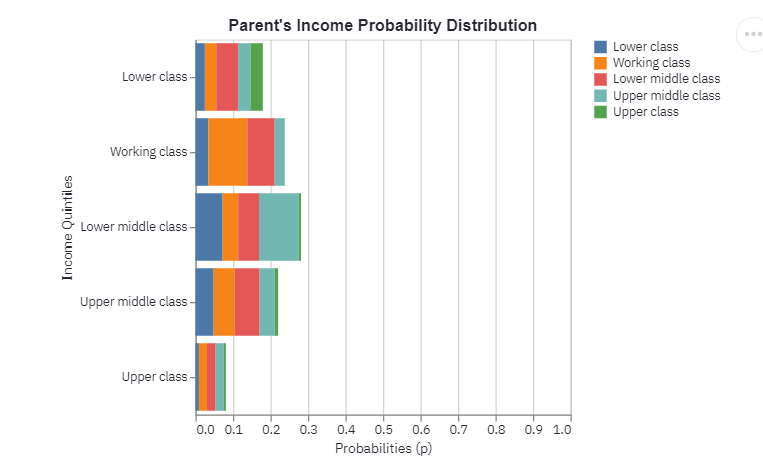 Parent's Income Probability Distribution
Lower class
Working class
Lower middle class
Upper middle class
Upper class
Income Quintiles
Lower class
Working class
Lower middle class
Upper middle class
Upper class
0.0 0.1 0.2 0.3 0.4 0.5 0.6 0.7 0.8 0.9 1.0
Probabilities (p)